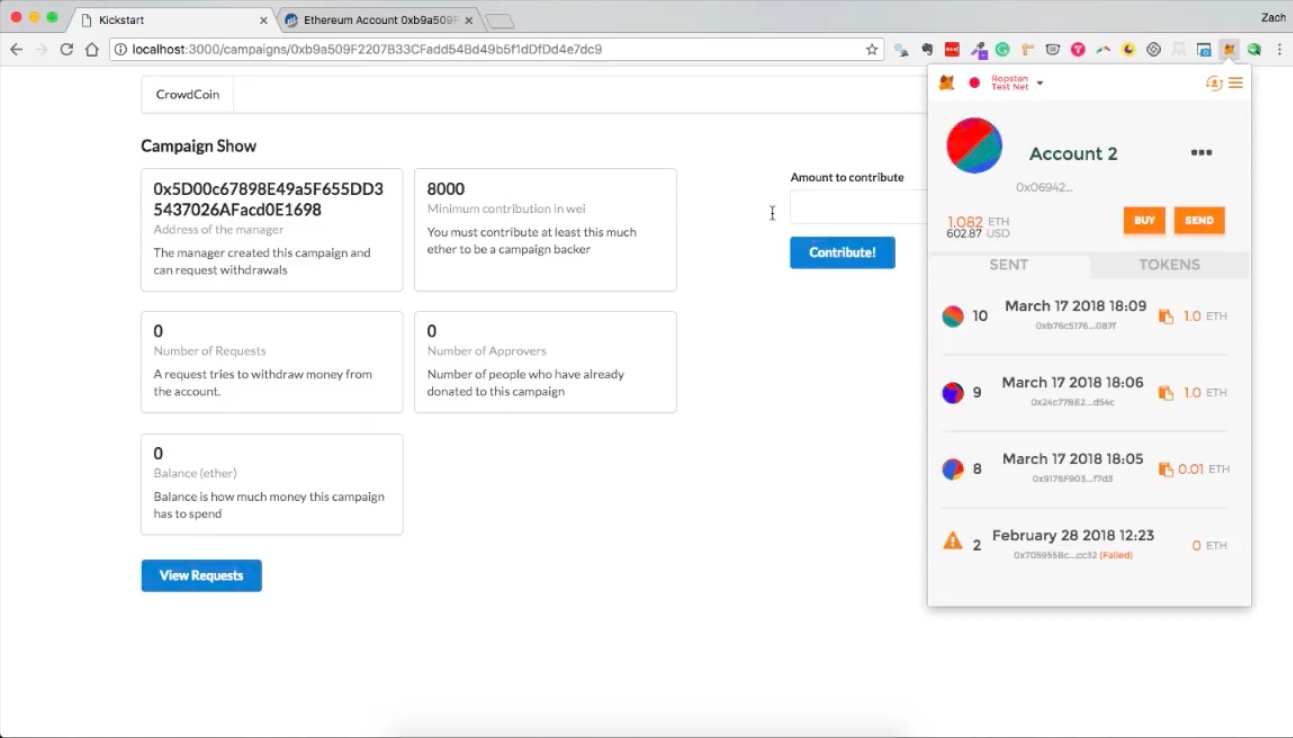 Kickstart
Ethereum Account 0xb9a509F
Zach
localhost:3000/campaigns/0xb9a509F2207B33CFadd548d49b5f1dDfDd4e7dc9
CrowdCoin
Campaign Show
0x5D00c67898E49a5F655DD3
5437026AFacd0E1698
Address of the manager
The manager created this campaign and
can request withdrawals
8000
Minimum contribution in wei
You must contribute at least this much
ether to be a campaign backer
0
Number of Requests
A request tries to withdraw money from
the account.
0
Number of Approvers
Number of people who have already
donated to this campaign
0
Balance (ether)
Balance is how much money this campaign
has to spend
View Requests
Amount to contribute
Contribute!
Ropsten
Test Net
Account 2
0x06942...
1.082 ETH
602.87 USD
BUY
SEND
SENT
TOKENS
10
March 17 2018 18:09
0xb76c5176...087f
1.0 ETH
9
March 17 2018 18:06
0x24c778E2...d54c
1.0 ETH
8
March 17 2018 18:05
0x9176F903...f7d3
0.01 ETH
2
February 28 2018 12:23
0x705955Bc...cc32 (Failed)
0 ETH